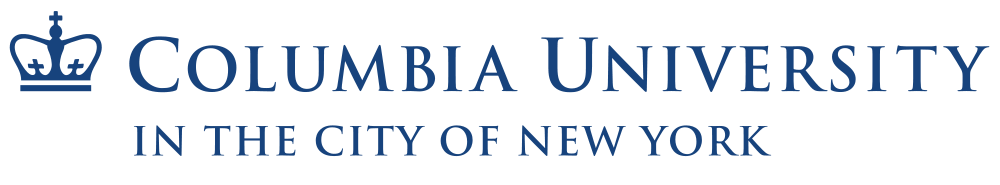 COLUMBIA UNIVERSITY
IN THE CITY OF NEW YORK